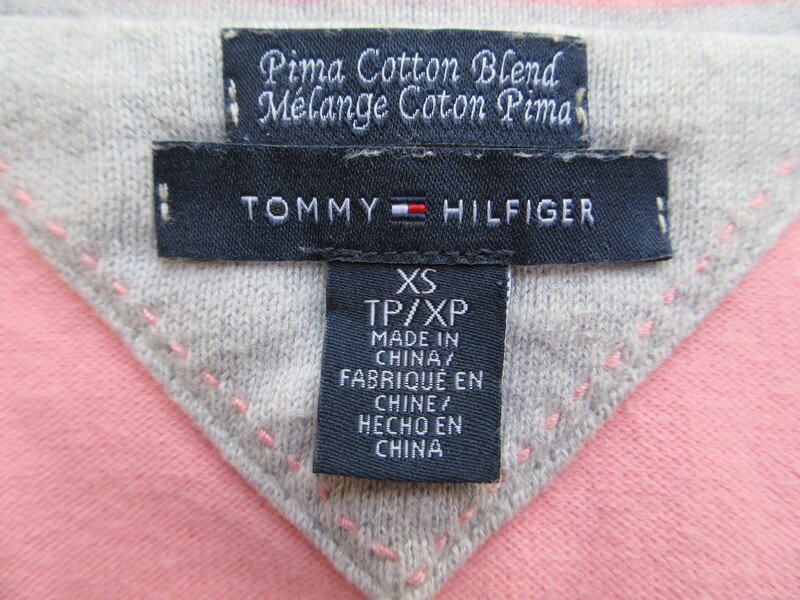 Pima Cotton Blend
Mélange Coton Pima
TOMMY HILFIGER
XS
TP/XP
MADE IN
CHINA/
FABRIQUÉ EN
CHINE/
HECHO EN
CHINA